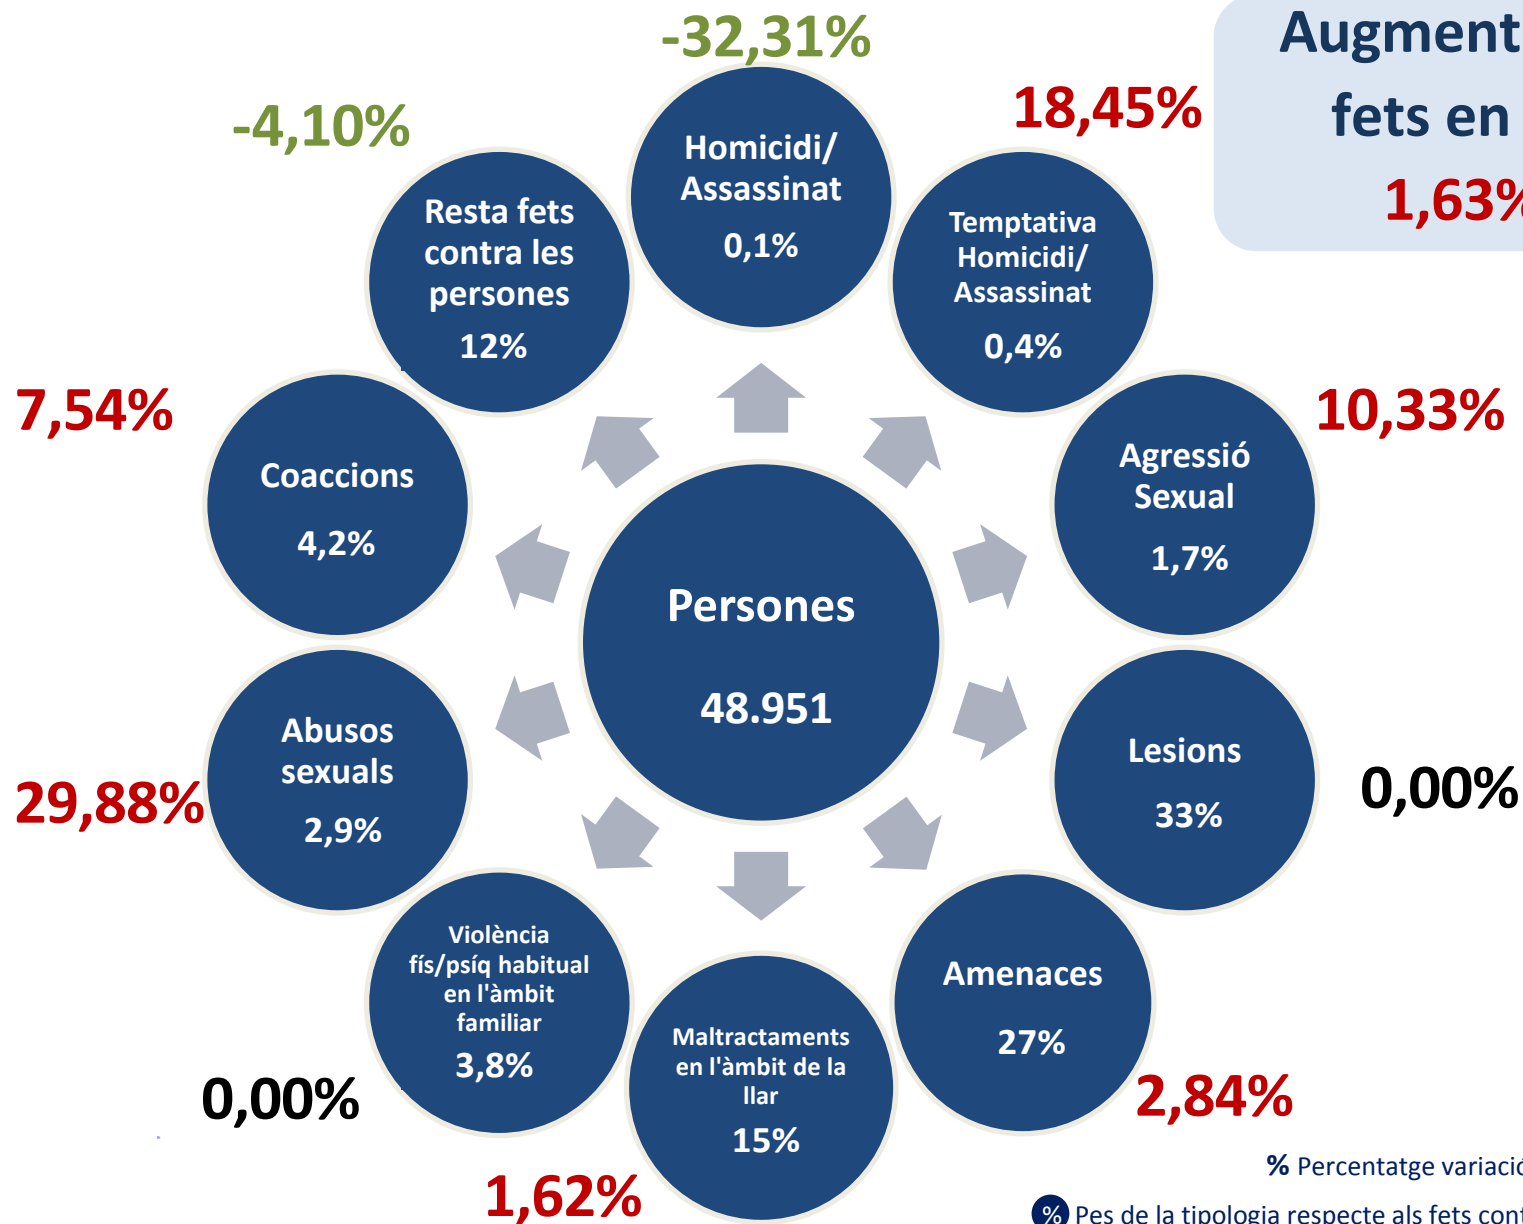 -32,31%
Augment
fets en
1,63%
18,45%
-4,10%
Homicidi/
Assassinat
0,1%
Resta fets
contra les
persones
12%
Temptativa
Homicidi/
Assassinat
0,4%
7,54%
10,33%
Coaccions
4,2%
Agressió
Sexual
1,7%
Persones
48.951
Abusos
sexuals
2,9%
29,88%
Lesions
33%
0,00%
Violència
fís/psíq habitual
en l'àmbit
familiar
3,8%
0,00%
Amenaces
27%
2,84%
Maltractaments
en l'àmbit de la
llar
15%
1,62%
% Percentatge variació
% Pes de la tipologia respecte als fets